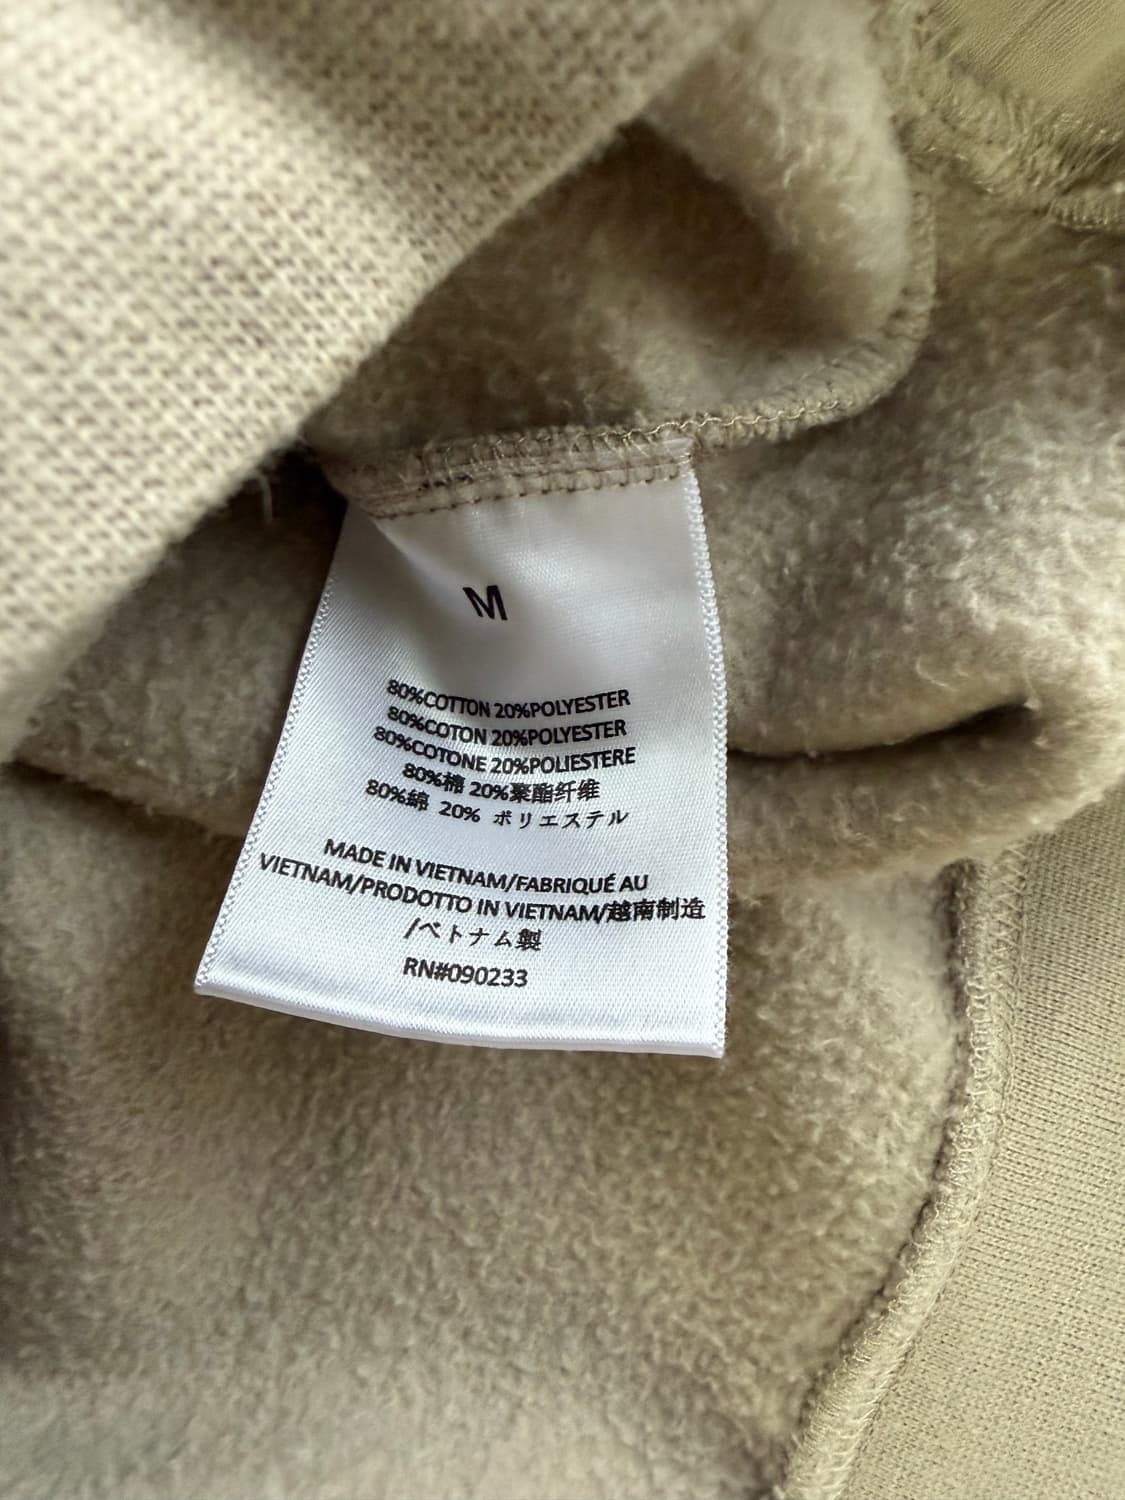 M
80%COTTON 20%POLYESTER
80%COTON 20%POLYESTER
80%COTONE 20%POLIESTERE
80%棉 20%聚酯纤维
80%綿 20% ポリエステル
MADE IN VIETNAM/FABRIQUÉ AU
VIETNAM/PRODOTTO IN VIETNAM/越南制造
/ベトナム製
RN#090233